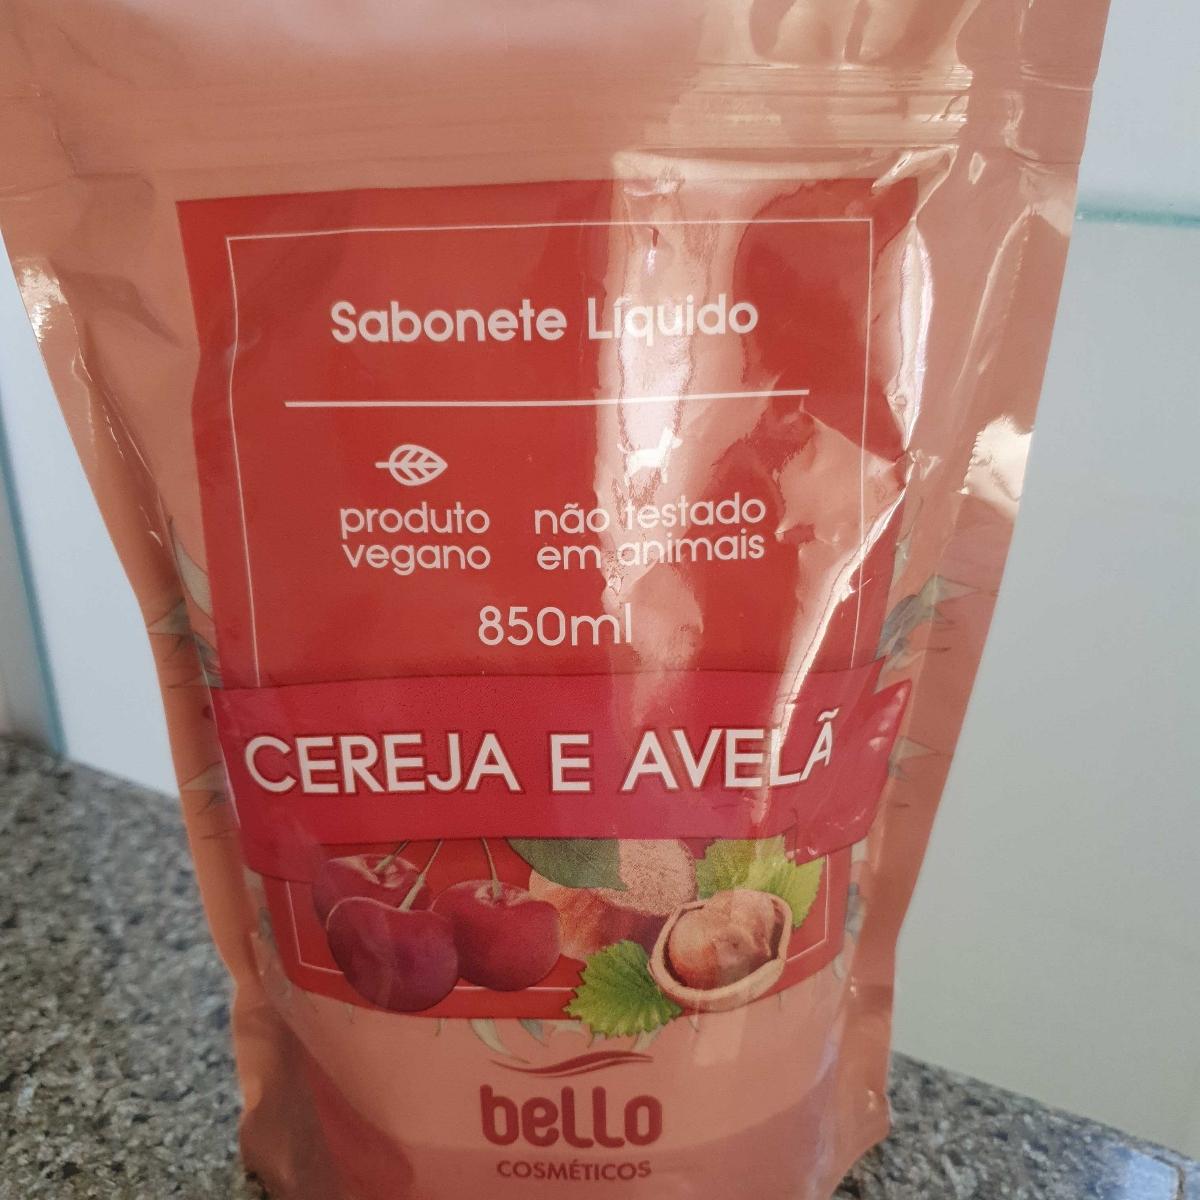 Sabonete Líquido
produto não testado
vegano em animais
850ml
CEREJA E AVELÃ
bello
COSMÉTICOS